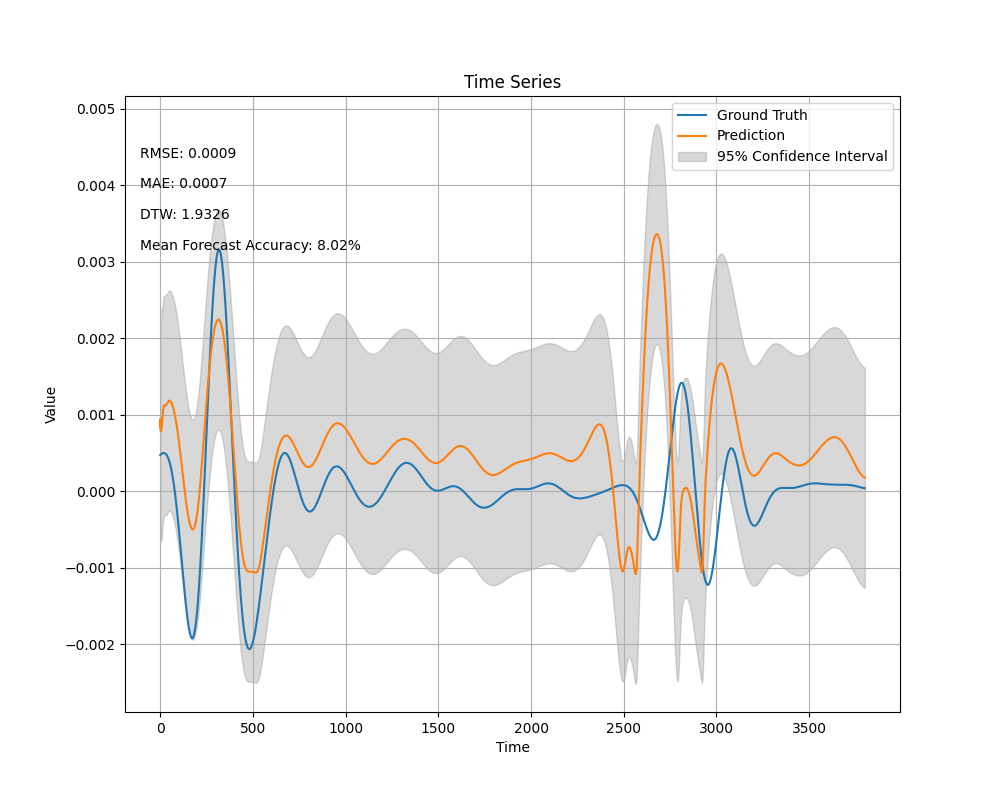 Time Series
Ground Truth
Prediction
95% Confidence Interval
RMSE: 0.0009
MAE: 0.0007
DTW: 1.9326
Mean Forecast Accuracy: 8.02%
0.005
0.004
0.003
0.002
0.001
0.000
−0.001
−0.002
Value
0
500
1000
1500
2000
2500
3000
3500
Time